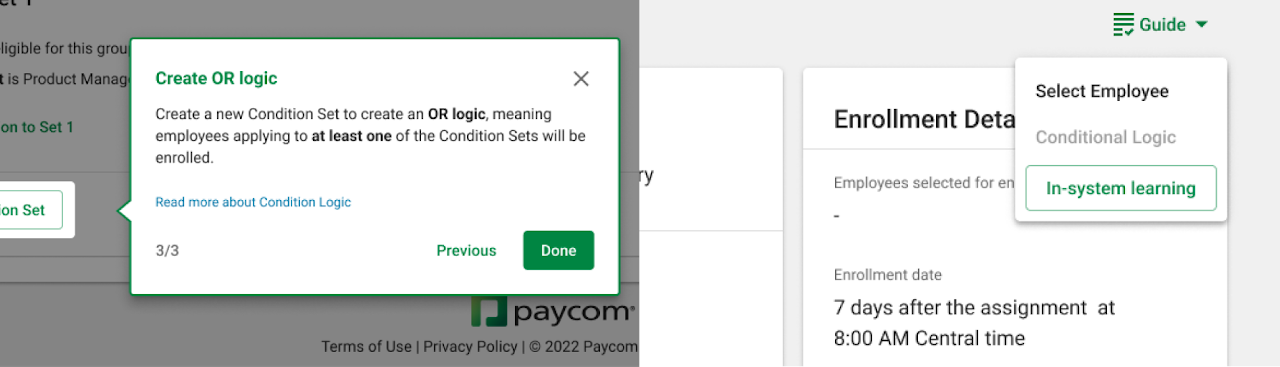 et 1
ligible for this grou
t is Product Manag
on to Set 1
on Set
Create OR logic
Create a new Condition Set to create an OR logic, meaning
employees applying to at least one of the Condition Sets will be
enrolled.
Read more about Condition Logic
3/3
Previous
Done
paycom®
Terms of Use | Privacy Policy | © 2022 Paycom
ry
Guide
Select Employee
Conditional Logic
In-system learning
Enrollment Deta
Employees selected for en
-
Enrollment date
7 days after the assignment at
8:00 AM Central time